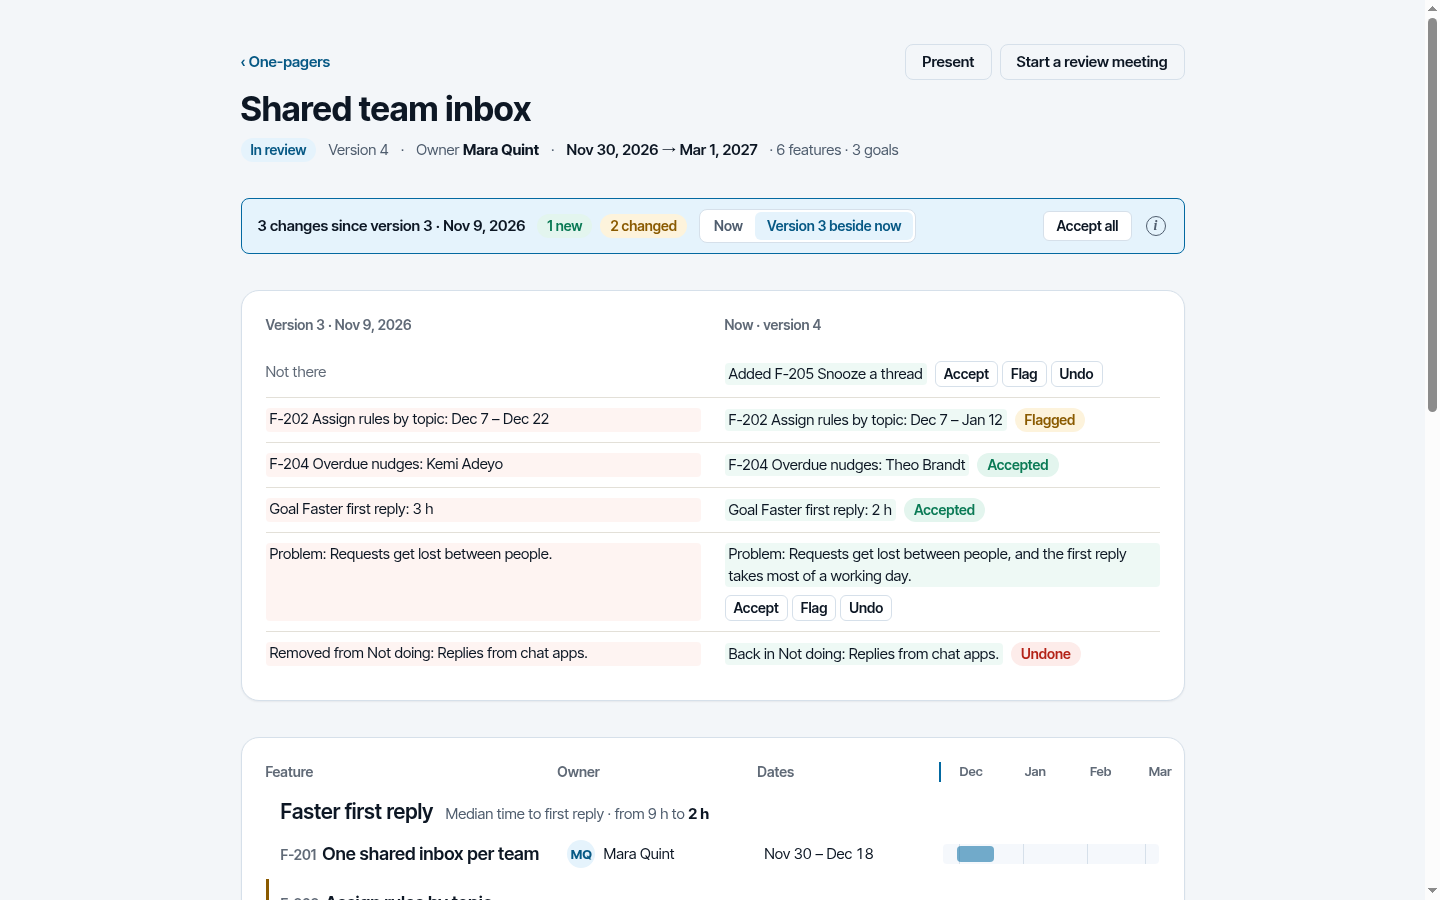 ‹ One-pagers
Present
Start a review meeting
Shared team inbox
In review Version 4 · Owner Mara Quint · Nov 30, 2026 → Mar 1, 2027 · 6 features · 3 goals
3 changes since version 3 · Nov 9, 2026 1 new 2 changed Now Version 3 beside now Accept all i
Version 3 · Nov 9, 2026 Now · version 4
Not there Added F-205 Snooze a thread Accept Flag Undo
F-202 Assign rules by topic: Dec 7 – Dec 22 F-202 Assign rules by topic: Dec 7 – Jan 12 Flagged
F-204 Overdue nudges: Kemi Adeyo F-204 Overdue nudges: Theo Brandt Accepted
Goal Faster first reply: 3 h Goal Faster first reply: 2 h Accepted
Problem: Requests get lost between people. Problem: Requests get lost between people, and the first reply
takes most of a working day.
Accept Flag Undo
Removed from Not doing: Replies from chat apps. Back in Not doing: Replies from chat apps. Undone
Feature Owner Dates Dec Jan Feb Mar
Faster first reply Median time to first reply · from 9 h to 2 h
F-201 One shared inbox per team MQ Mara Quint Nov 30 – Dec 18